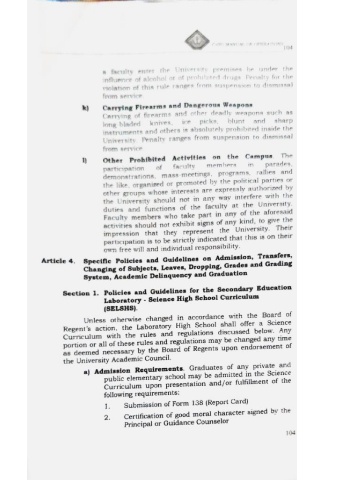 104
a faculty enter the University premises be under the
influence of alcohol or of prohibited drugs. Penalty for the
violation of this rule ranges from suspension to dismissal
from service.
k) Carrying Firearms and Dangerous Weapons
Carrying of firearms and other deadly weapons such as
long-bladed knives, ice picks, blunt and sharp
instruments and others is absolutely prohibited inside the
University. Penalty ranges from suspension to dismissal
from service.
l) Other Prohibited Activities on the Campus. The
participation of faculty members in parades,
demonstrations, mass meetings, programs, rallies and
the like, organized or promoted by the political parties or
other groups whose interests are expressly authorized by
the University should not in any way interfere with the
duties and functions of the faculty at the University.
Faculty members who take part in any of the aforesaid
activities should not exhibit signs of any kind, to give the
impression that they represent the University. Their
participation is to be strictly indicated that this is on their
own free will and individual responsibility.
Article 4. Specific Policies and Guidelines on Admission, Transfers,
Changing of Subjects, Leaves, Dropping, Grades and Grading
System, Academic Delinquency and Graduation
Section 1. Policies and Guidelines for the Secondary Education
Laboratory - Science High School Curriculum
(SELSHS).
Unless otherwise changed in accordance with the Board of
Regent's action, the Laboratory High School shall offer a Science
Curriculum with the rules and regulations discussed below. Any
portion or all of these rules and regulations may be changed any time
as deemed necessary by the Board of Regents upon endorsement of
the University Academic Council.
a) Admission Requirements. Graduates of any private and
public elementary school may be admitted in the Science
Curriculum upon presentation and/or fulfillment of the
following requirements:
1. Submission of Form 138 (Report Card)
2. Certification of good moral character signed by the
Principal or Guidance Counselor
104